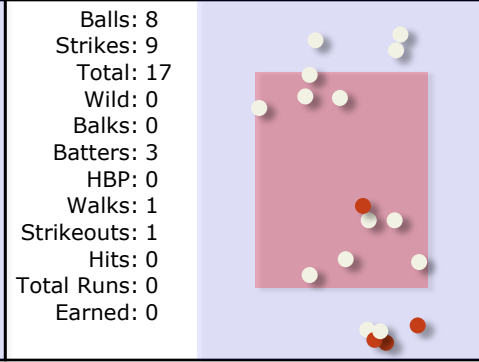 Balls: 8
Strikes: 9
Total: 17
Wild: 0
Balks: 0
Batters: 3
HBP: 0
Walks: 1
Strikeouts: 1
Hits: 0
Total Runs: 0
Earned: 0